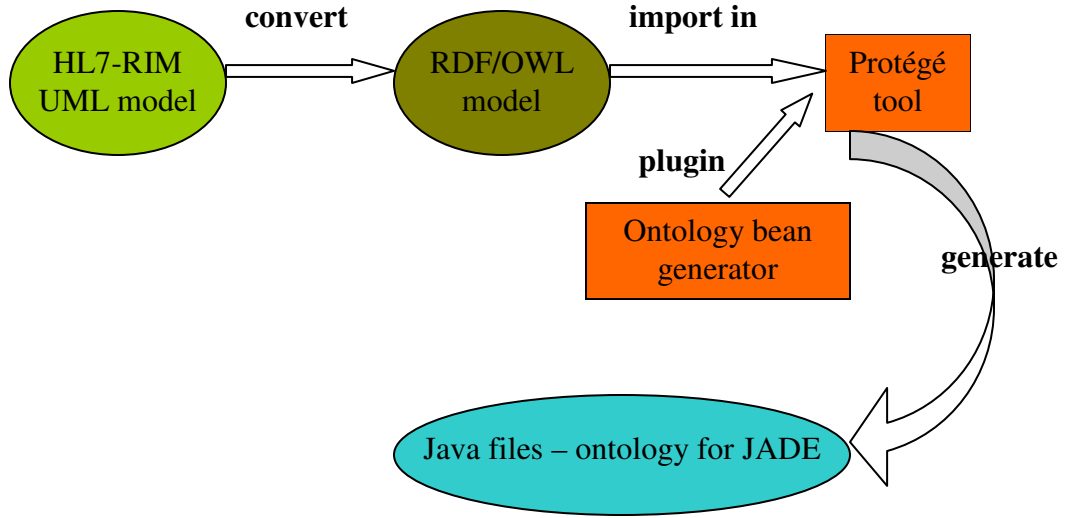 convert
import in
HL7-RIM
UML model
RDF/OWL
model
Protégé
tool
plugin
Ontology bean
generator
generate
Java files – ontology for JADE